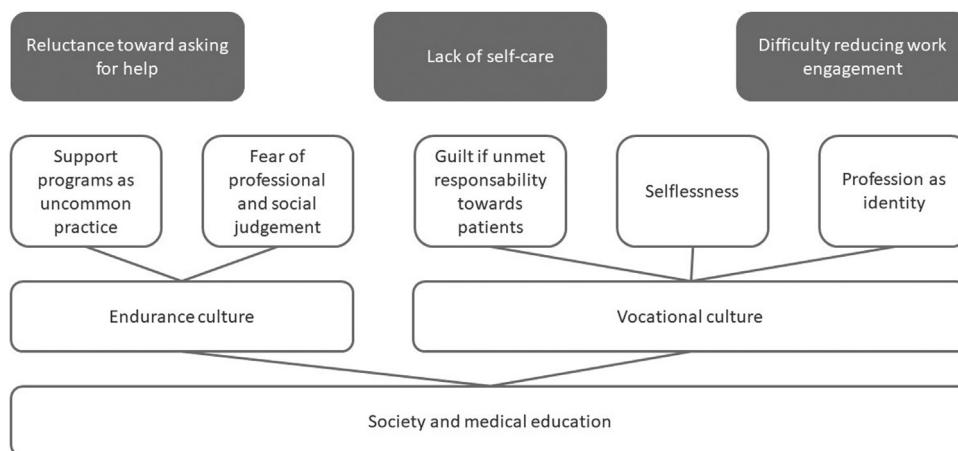 Reluctance toward asking
for help
Lack of self-care
Difficulty reducing work
engagement
Support
programs as
uncommon
practice
Fear of
professional
and social
judgement
Guilt if unmet
responsability
towards
patients
Selflessness
Profession as
identity
Endurance culture
Vocational culture
Society and medical education